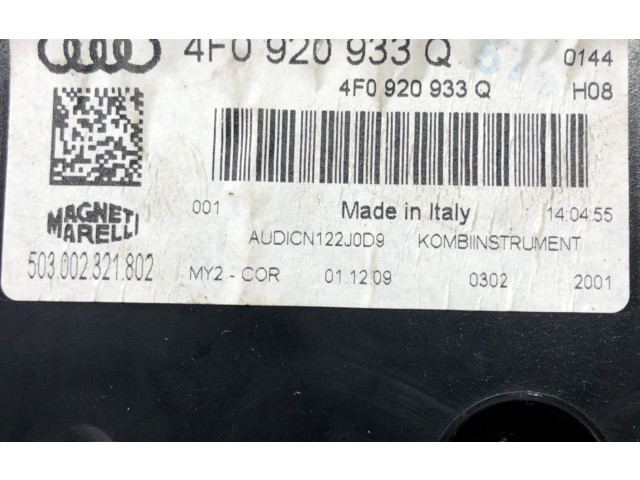 4F0 920 933 Q 0144
4F0 920 933 Q H08
001 Made in Italy 14:04:55
MAGNETI
MARELLI
AUDICN122J0D9 KOMBIINSTRUMENT
503.002.321.802 MY2 - COR 01.12.09 0302 2001